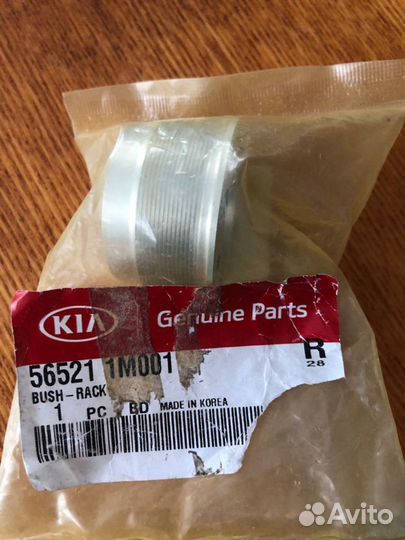 KIA Genuine Parts
56521 1M001 R
28
BUSH-RACK
1 PC BD MADE IN KOREA
Avito